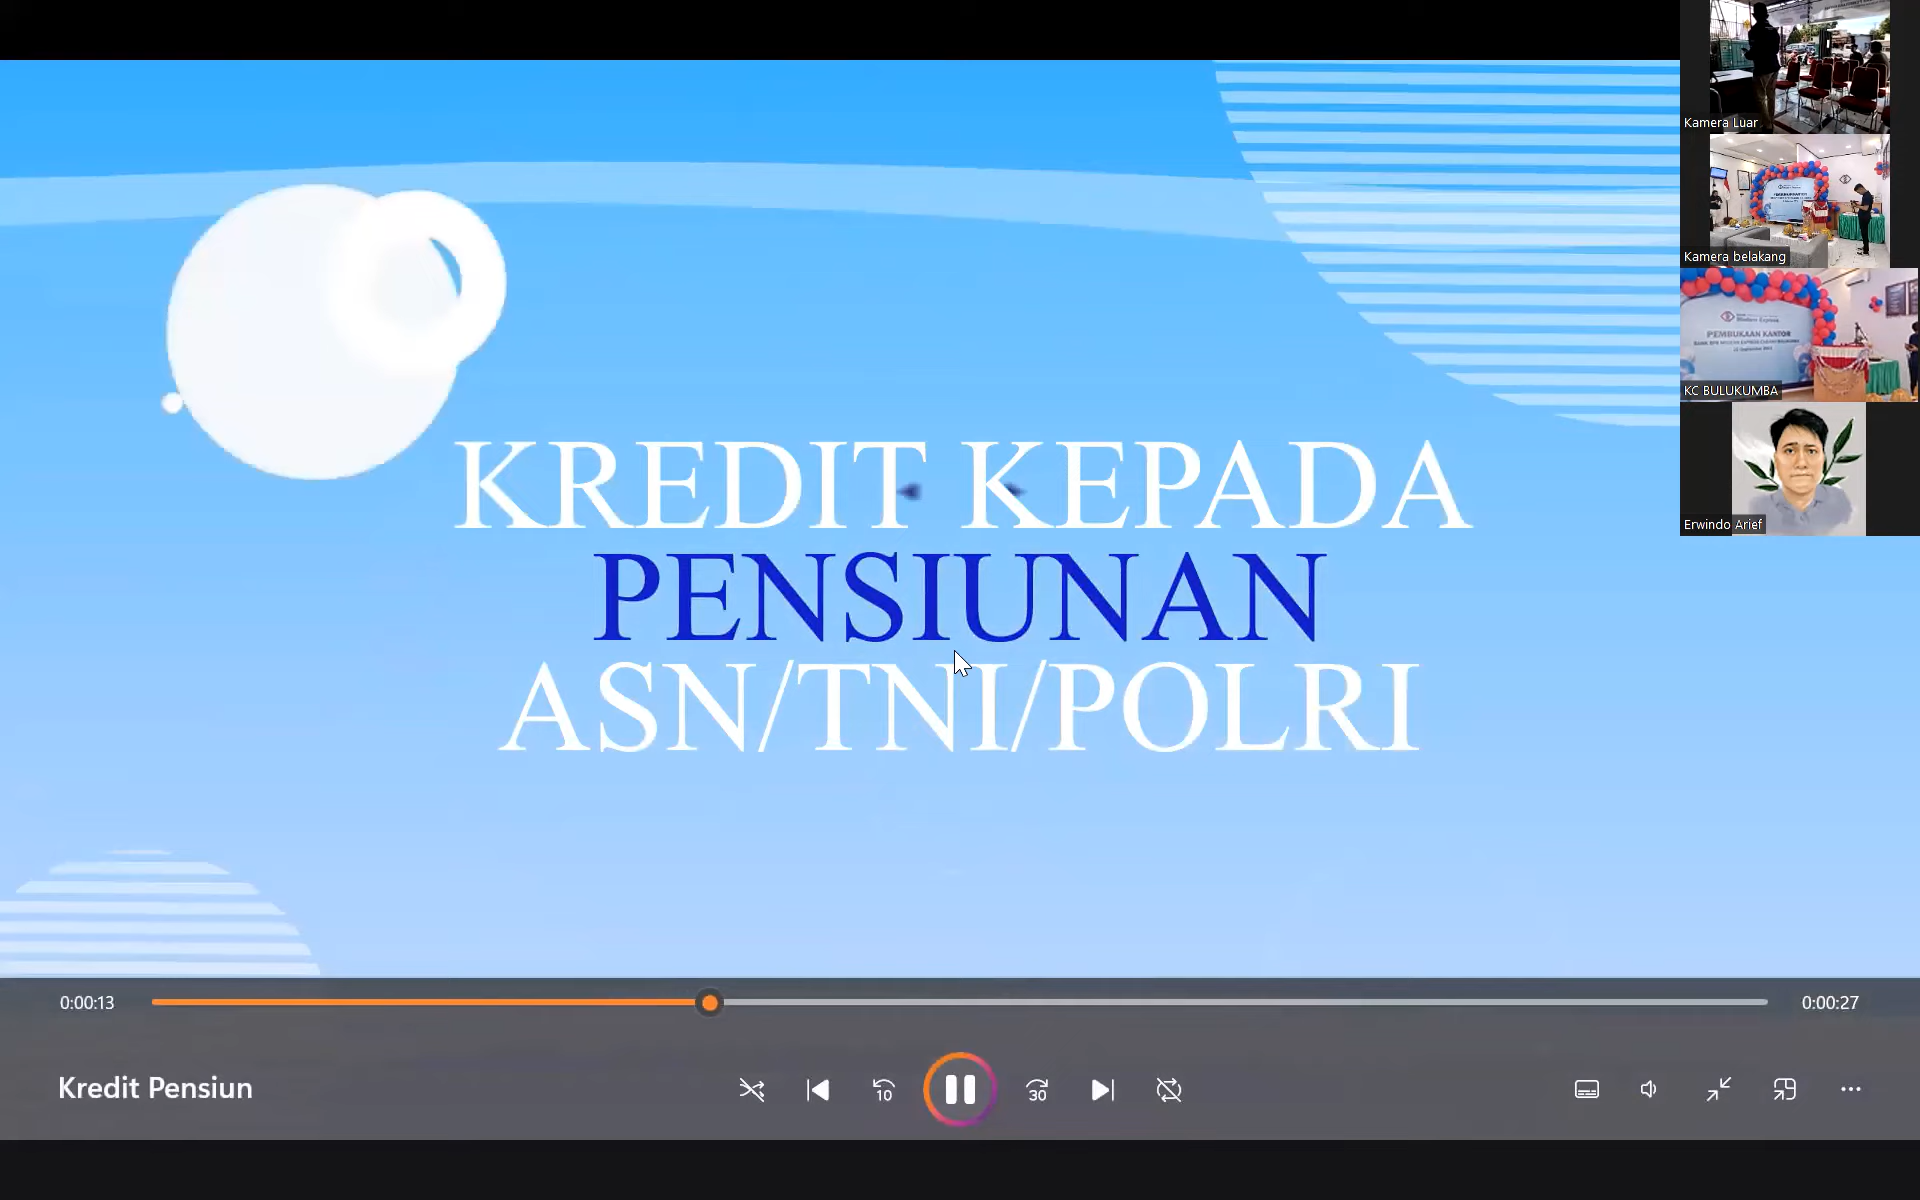 KREDIT KEPADA
PENSIUNAN
ASN/TNI/POLRI
0:00:13
0:00:27
Kredit Pensiun
10
30
Kamera Luar
Kamera belakang
PEMBUKAAN KANTOR
KC BULUKUMBA
Erwindo Arief